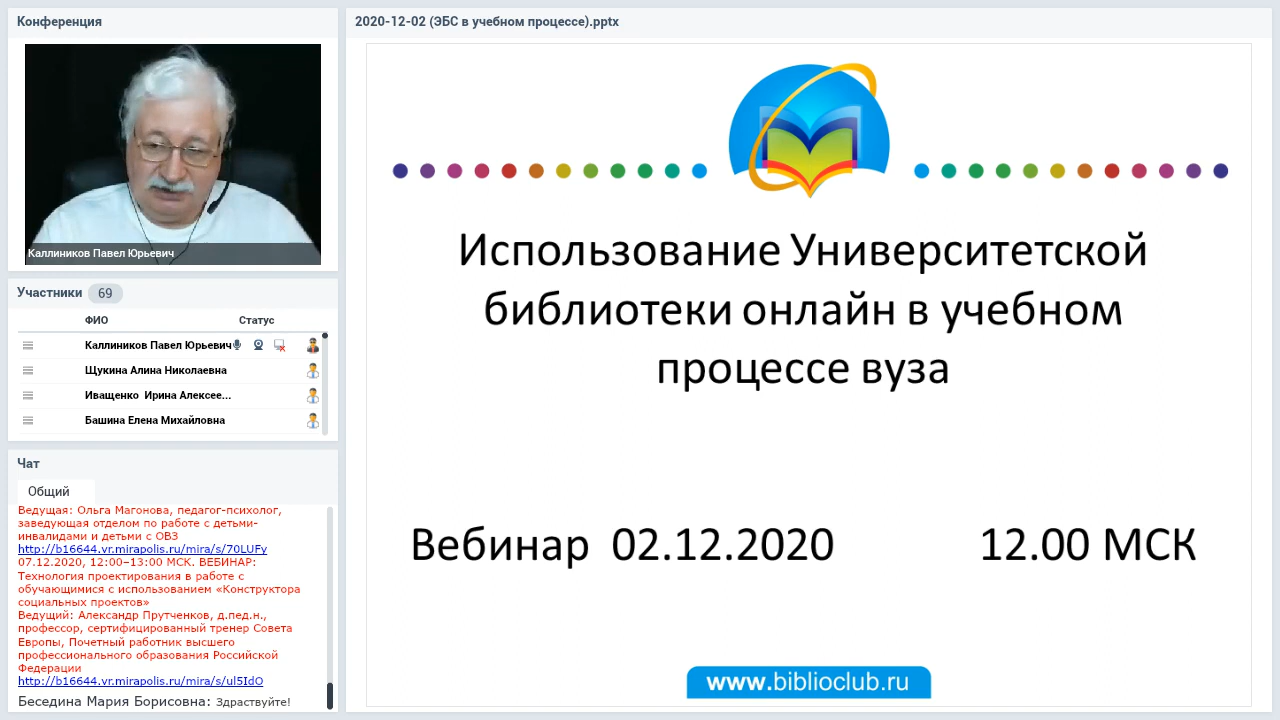 Конференция
Каллиников Павел Юрьевич
Участники 69
ФИО Статус
Каллиников Павел Юрьевич
Щукина Алина Николаевна
Иващенко Ирина Алексее...
Башина Елена Михайловна
Чат
Общий
Ведущая: Ольга Магонова, педагог-психолог,
заведующая отделом по работе с детьми-
инвалидами и детьми с ОВЗ
http://b16644.vr.mirapolis.ru/mira/s/70LUFy
07.12.2020, 12:00–13:00 МСК. ВЕБИНАР:
Технология проектирования в работе с
обучающимися с использованием «Конструктора
социальных проектов»
Ведущий: Александр Прутченков, д.пед.н.,
профессор, сертифицированный тренер Совета
Европы, Почетный работник высшего
профессионального образования Российской
Федерации
http://b16644.vr.mirapolis.ru/mira/s/ul5IdO
Беседина Мария Борисовна: Здраствуйте!
2020-12-02 (ЭБС в учебном процессе).pptx
Использование Университетской
библиотеки онлайн в учебном
процессе вуза
Вебинар 02.12.2020 12.00 МСК
www.biblioclub.ru